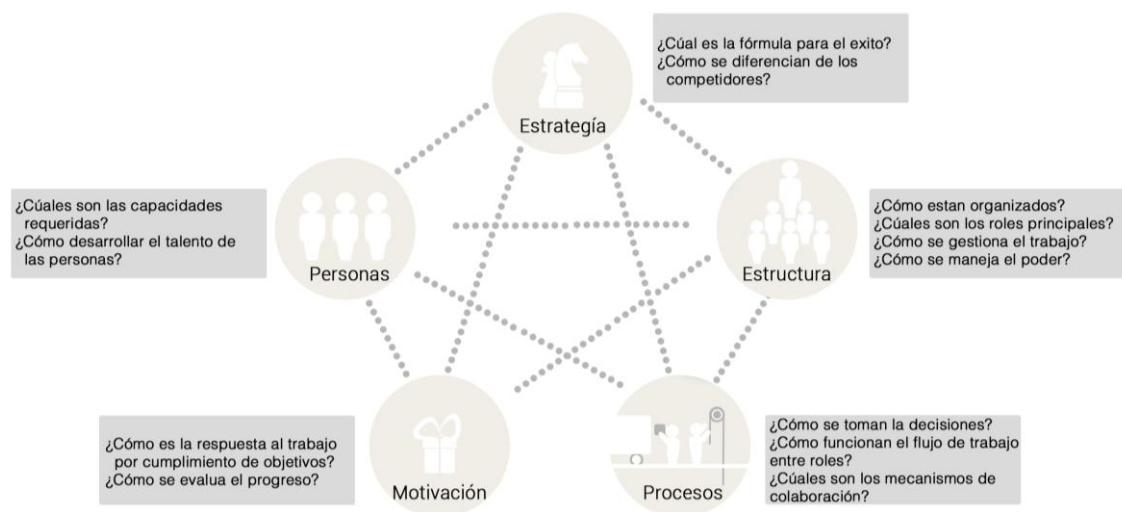 ¿Cúal es la fórmula para el exito?
¿Cómo se diferencian de los
competidores?
Estrategía
¿Cúales son las capacidades
requeridas?
¿Cómo desarrollar el talento de
las personas?
Personas
¿Cómo estan organizados?
¿Cúales son los roles principales?
¿Cómo se gestiona el trabajo?
¿Cómo se maneja el poder?
Estructura
¿Cómo es la respuesta al trabajo
por cumplimiento de objetivos?
¿Cómo se evalua el progreso?
Motivación
¿Cómo se toman la decisiones?
¿Cómo funcionan el flujo de trabajo
entre roles?
¿Cúales son los mecanismos de
colaboración?
Procesos